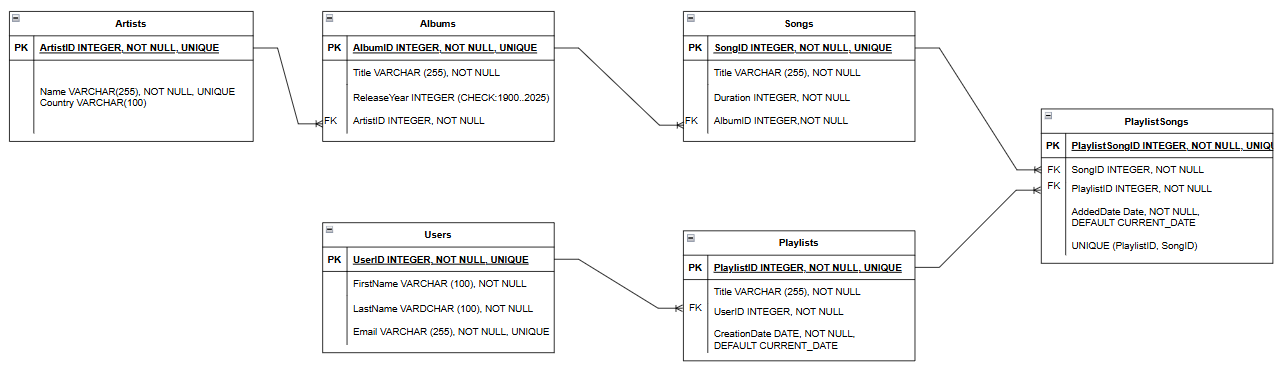 Artists
PK ArtistID INTEGER, NOT NULL, UNIQUE
Name VARCHAR(255), NOT NULL, UNIQUE
Country VARCHAR(100)
Albums
PK AlbumID INTEGER, NOT NULL, UNIQUE
Title VARCHAR (255), NOT NULL
ReleaseYear INTEGER (CHECK:1900..2025)
FK ArtistID INTEGER, NOT NULL
Songs
PK SongID INTEGER, NOT NULL, UNIQUE
Title VARCHAR (255), NOT NULL
Duration INTEGER, NOT NULL
FK AlbumID INTEGER,NOT NULL
PlaylistSongs
PK PlaylistSongID INTEGER, NOT NULL, UNIQU
FK SongID INTEGER, NOT NULL
FK PlaylistID INTEGER, NOT NULL
AddedDate Date, NOT NULL,
DEFAULT CURRENT_DATE
UNIQUE (PlaylistID, SongID)
Users
PK UserID INTEGER, NOT NULL, UNIQUE
FirstName VARCHAR (100), NOT NULL
LastName VARDCHAR (100), NOT NULL
Email VARCHAR (255), NOT NULL, UNIQUE
Playlists
PK PlaylistID INTEGER, NOT NULL, UNIQUE
Title VARCHAR (255), NOT NULL
FK UserID INTEGER, NOT NULL
CreationDate DATE, NOT NULL,
DEFAULT CURRENT_DATE